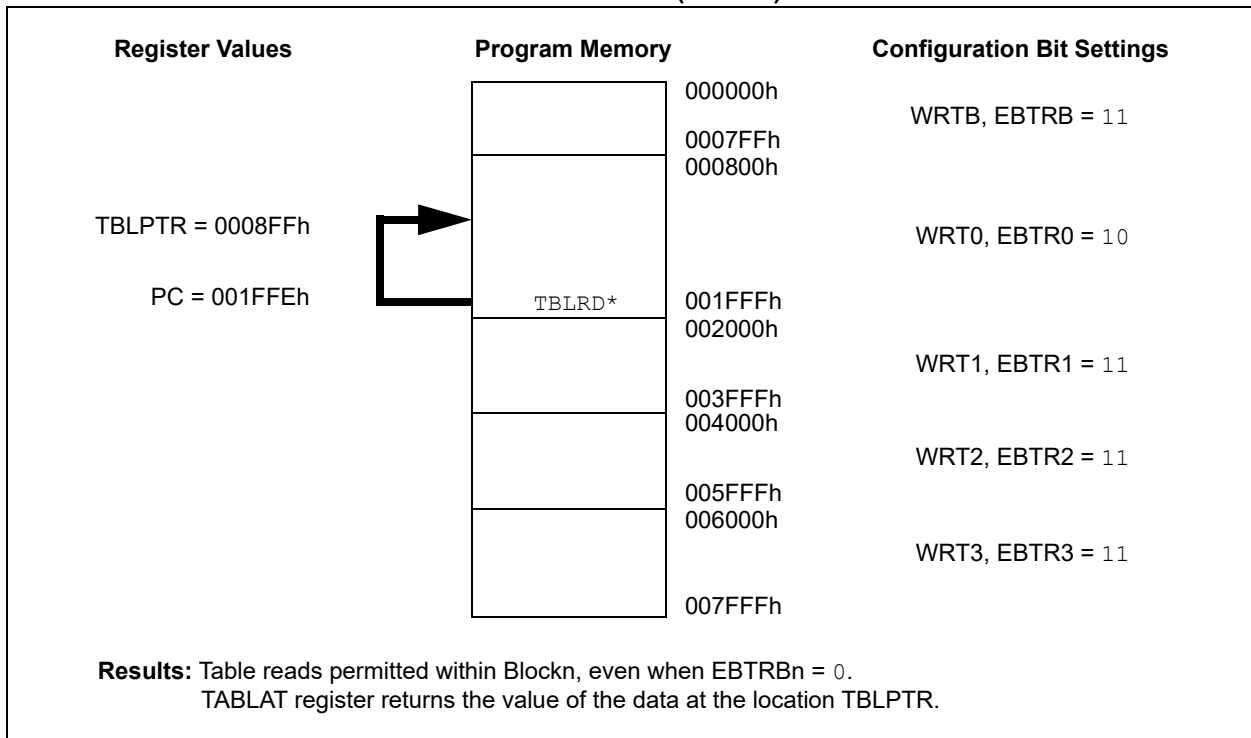 Register Values Program Memory Configuration Bit Settings
000000h
WRTB, EBTRB = 11
0007FFh
000800h
TBLPTR = 0008FFh
WRT0, EBTR0 = 10
PC = 001FFEh
TBLRD*
001FFFh
002000h
WRT1, EBTR1 = 11
003FFFh
004000h
WRT2, EBTR2 = 11
005FFFh
006000h
WRT3, EBTR3 = 11
007FFFh
Results: Table reads permitted within Blockn, even when EBTRBn = 0.
TABLAT register returns the value of the data at the location TBLPTR.